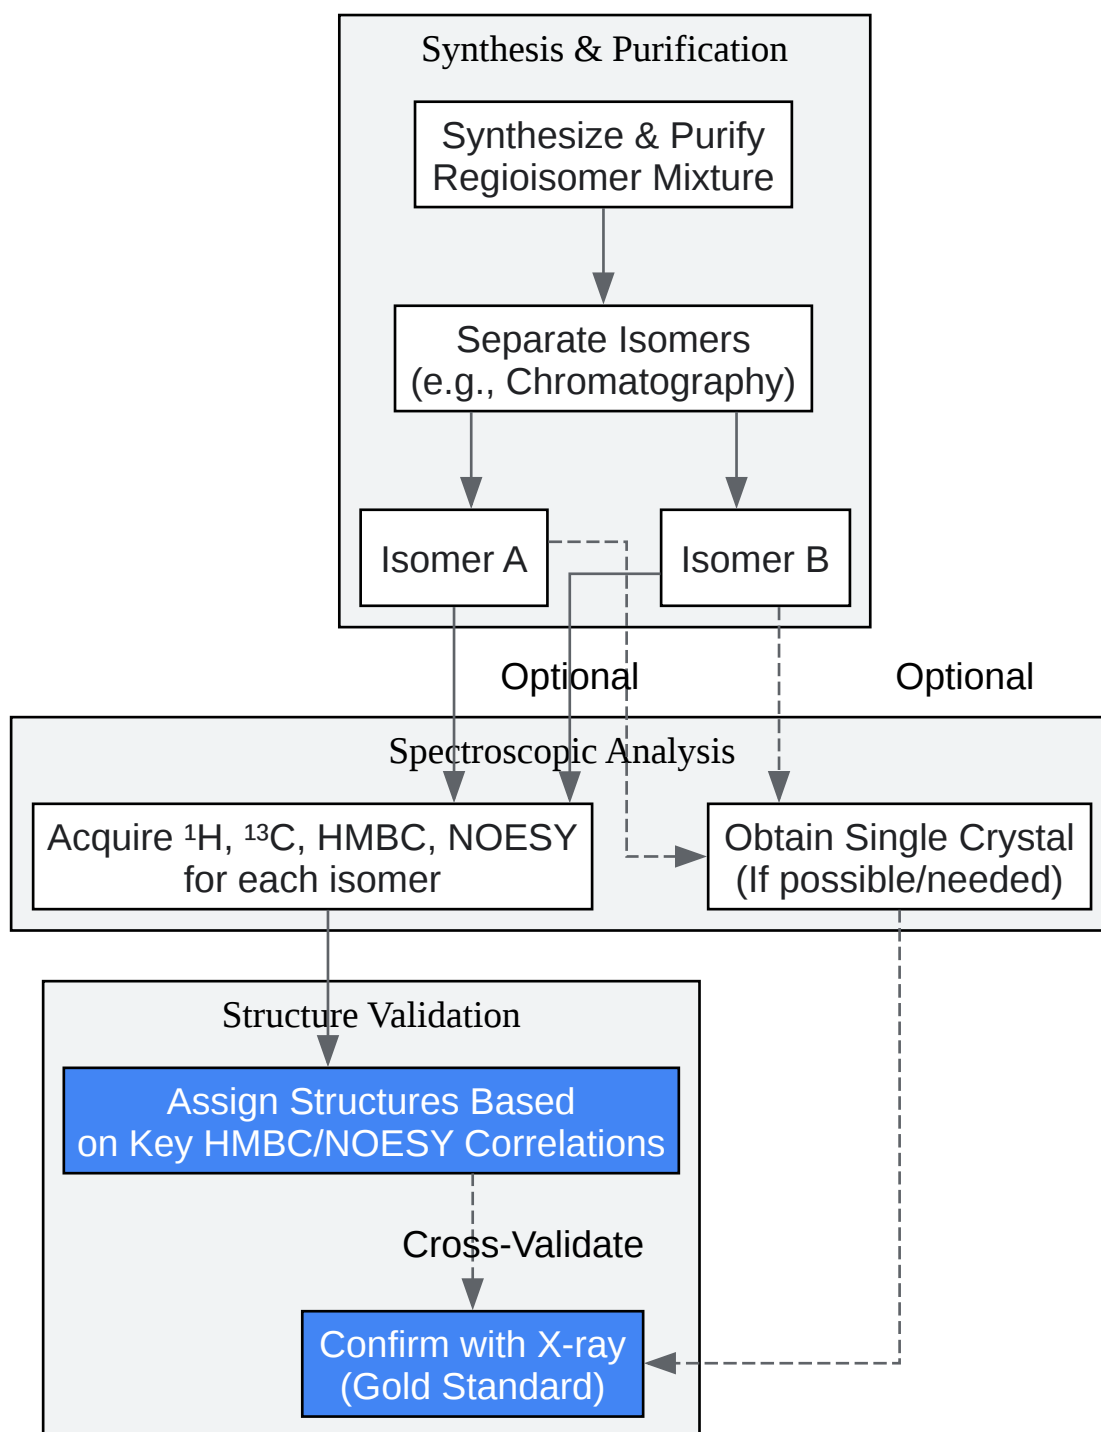 Synthesis & Purification
Synthesize & Purify
Regioisomer Mixture
Separate Isomers
(e.g., Chromatography)
Isomer A
Isomer B
Optional
Optional
Spectroscopic Analysis
Acquire ¹H, ¹³C, HMBC, NOESY
for each isomer
Obtain Single Crystal
(If possible/needed)
Structure Validation
Assign Structures Based
on Key HMBC/NOESY Correlations
Cross-Validate
Confirm with X-ray
(Gold Standard)